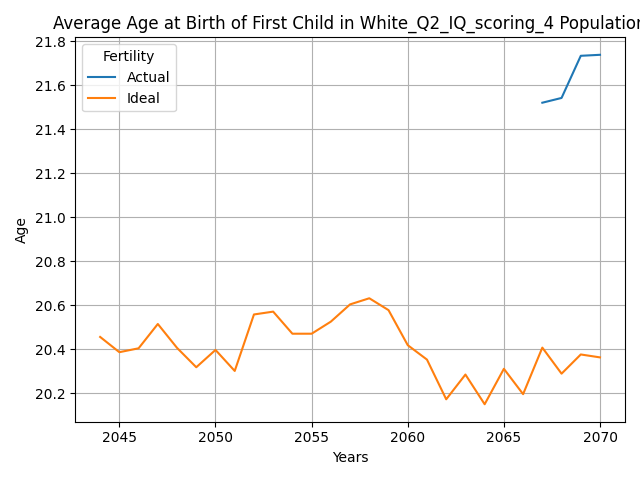 Average Age at Birth of First Child in White_Q2_IQ_scoring_4 Population
Fertility
Actual
Ideal
21.8
21.6
21.4
21.2
21.0
20.8
20.6
20.4
20.2
Age
2045 2050 2055 2060 2065 2070
Years